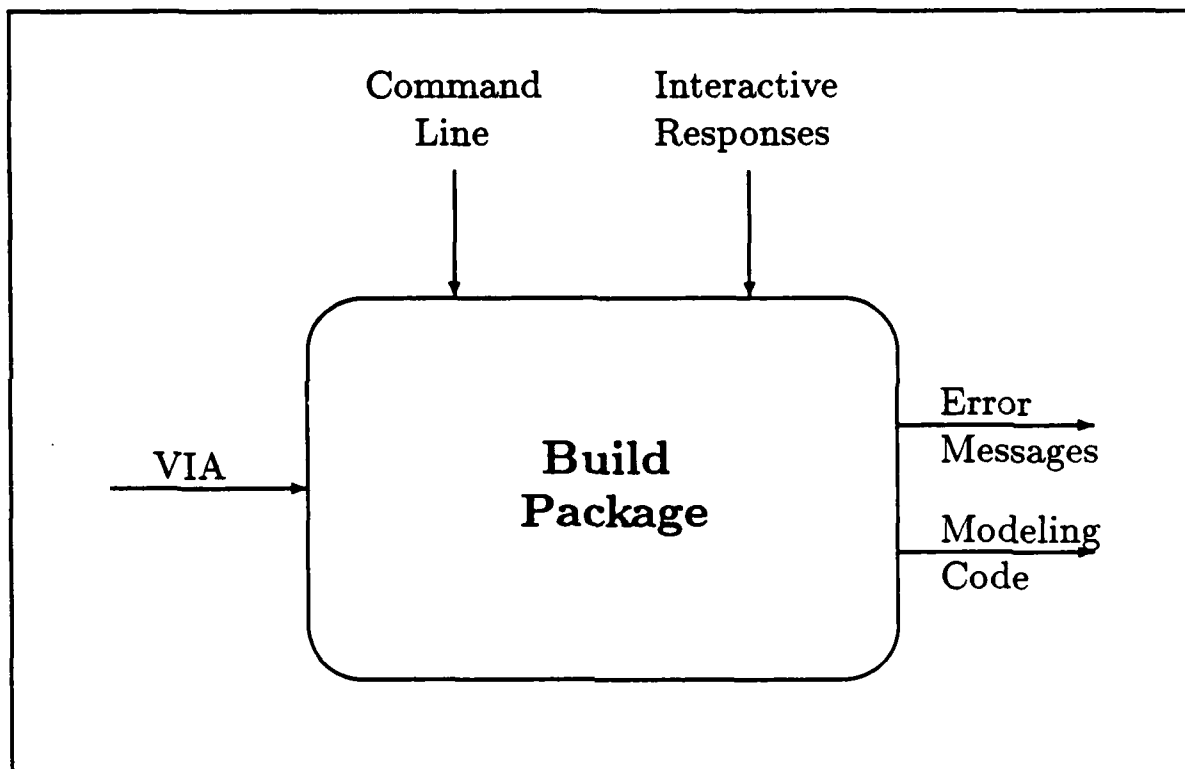 Command
Line
Interactive
Responses
VIA
Build
Package
Error
Messages
Modeling
Code